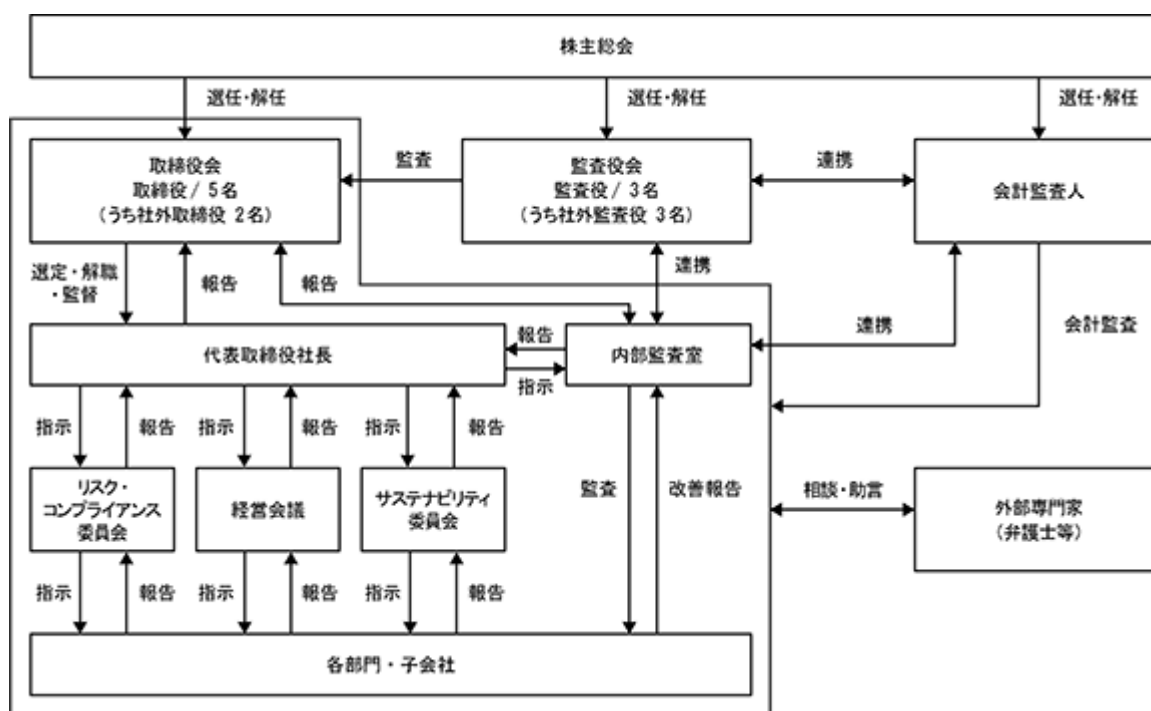 株主総会
選任・解任
選任・解任
選任・解任
取締役会
取締役/ 5名
(うち社外取締役 2名)
監査
監査役会
監査役/ 3名
(うち社外監査役 3名)
連携
会計監査人
選定・解職
・監督
報告
報告
連携
代表取締役社長
報告
指示
内部監査室
連携
会計監査
指示
報告
指示
報告
指示
報告
監査
改善報告
リスク・
コンプライアンス
委員会
経営会議
サステナビリティ
委員会
相談・助言
外部専門家
(弁護士等)
指示
報告
指示
報告
指示
報告
各部門・子会社